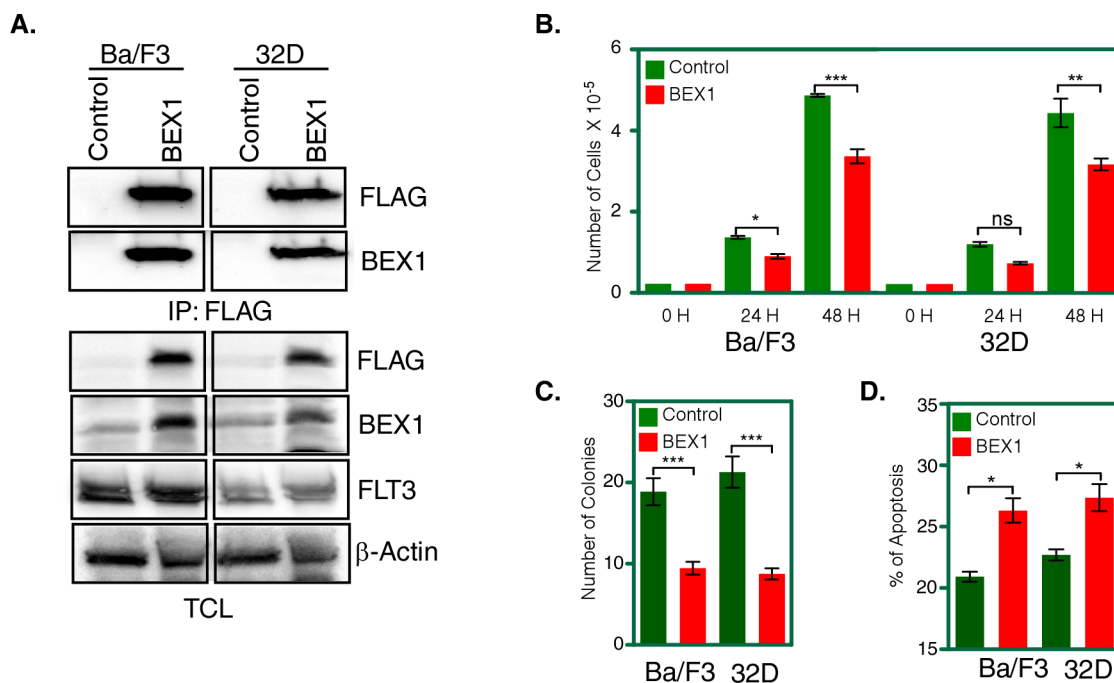 A.
Ba/F3 32D
Control BEX1 Control BEX1
FLAG
BEX1
IP: FLAG
FLAG
BEX1
FLT3
β-Actin
TCL
B.
Number of Cells X 10-5
6
4
2
0
Control
BEX1
* *** ns **
0 H 24 H 48 H 0 H 24 H 48 H
Ba/F3 32D
C.
Number of Colonies
30
20
10
0
Control
BEX1
*** ***
Ba/F3 32D
D.
% of Apoptosis
35
30
25
20
15
Control
BEX1
* *
Ba/F3 32D